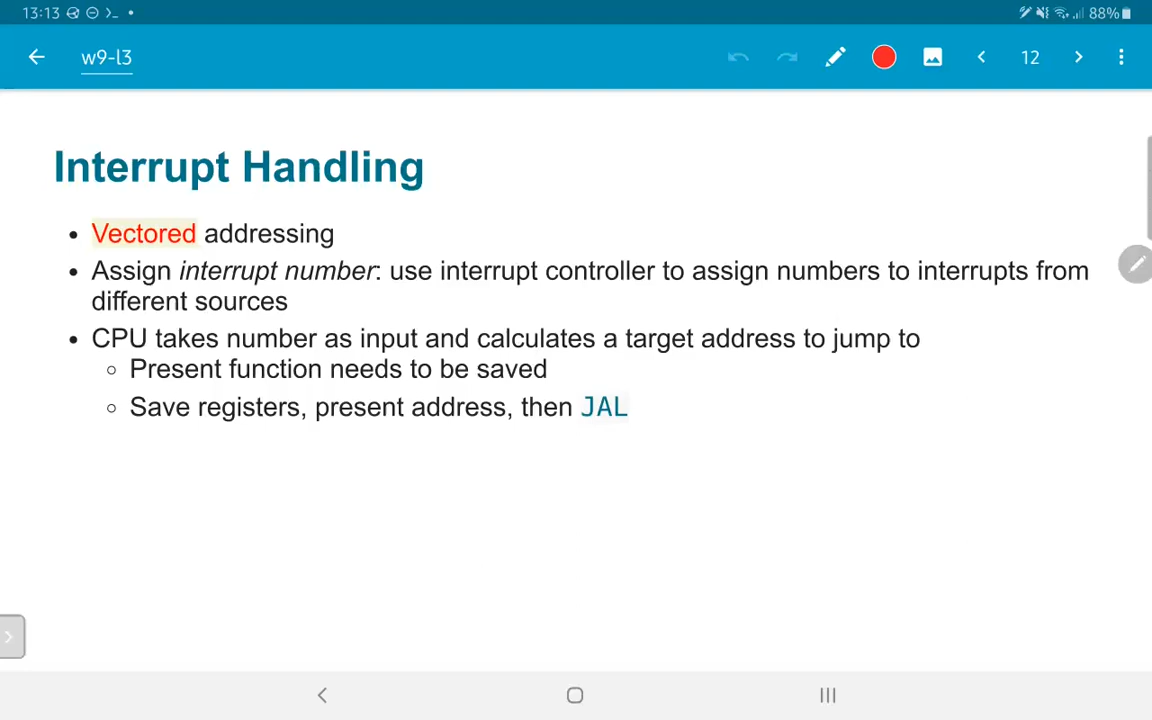 13:13
88%
w9-l3
12
Interrupt Handling
Vectored addressing
Assign interrupt number: use interrupt controller to assign numbers to interrupts from
different sources
CPU takes number as input and calculates a target address to jump to
Present function needs to be saved
Save registers, present address, then JAL